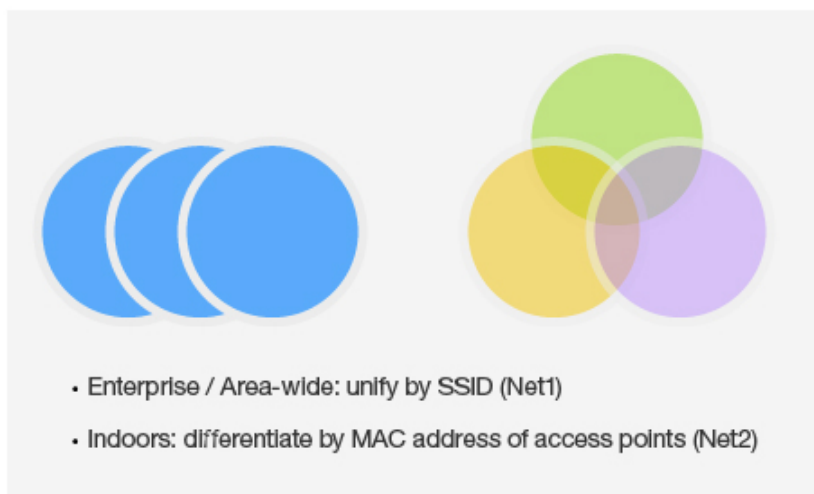 • Enterprise / Area-wide: unify by SSID (Net1)
• Indoors: differentiate by MAC address of access points (Net2)